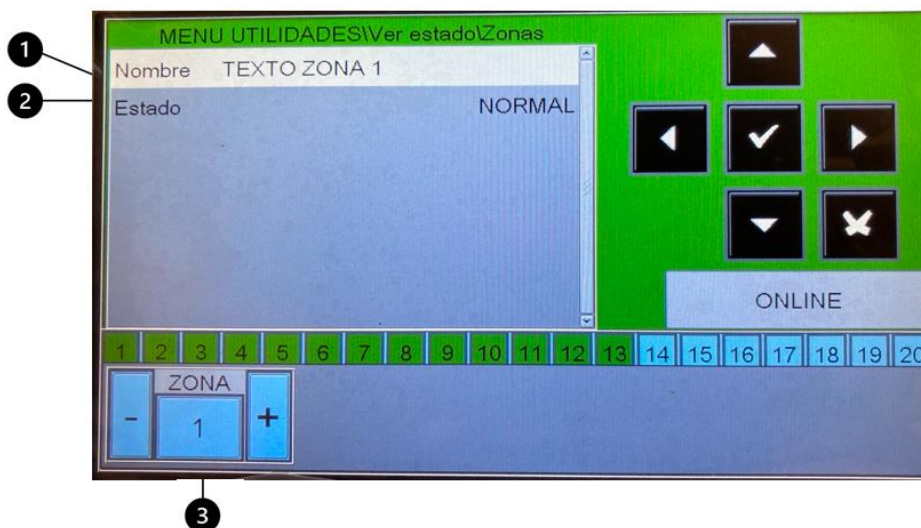 MENU UTILIDADES\Ver estado\Zonas
1 Nombre TEXTO ZONA 1
2 Estado NORMAL
ONLINE
1 2 3 4 5 6 7 8 9 10 11 12 13 14 15 16 17 18 19 20
ZONA
- 1 +
3